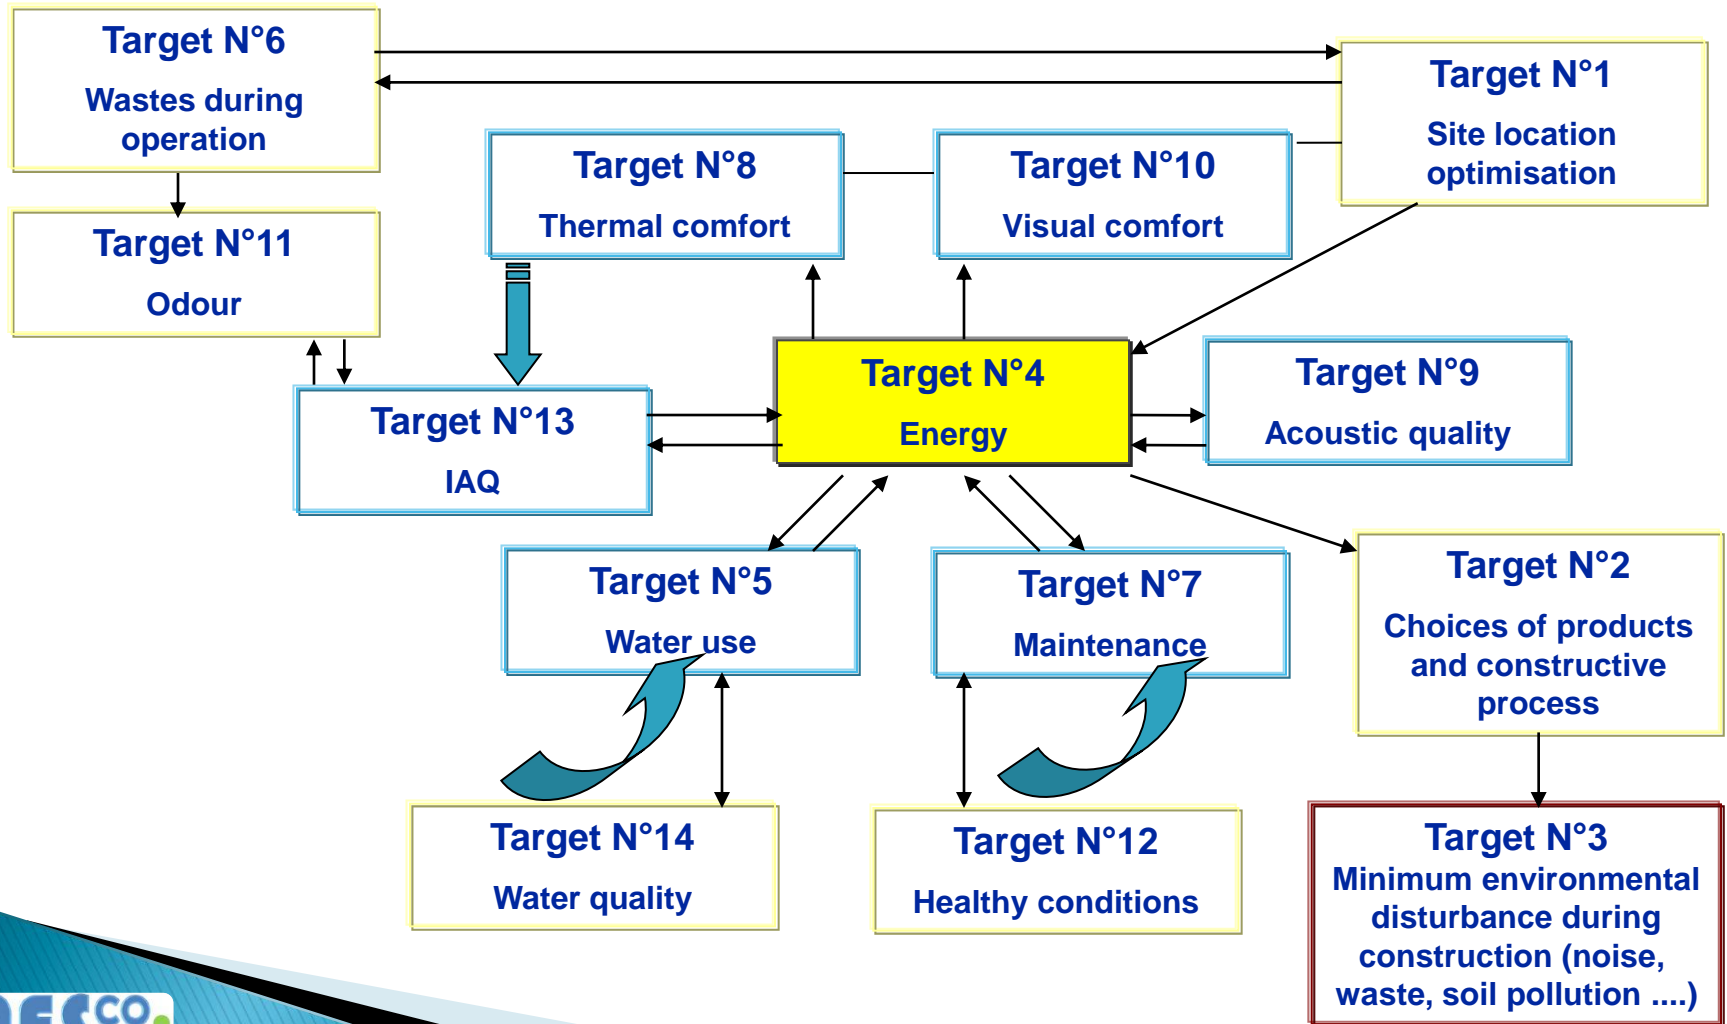 Target N°6
Wastes during
operation
Target N°1
Site location
optimisation
Target N°8
Thermal comfort
Target N°10
Visual comfort
Target N°11
Odour
Target N°4
Energy
Target N°9
Acoustic quality
Target N°13
IAQ
Target N°5
Water use
Target N°7
Maintenance
Target N°2
Choices of products
and constructive
process
Target N°14
Water quality
Target N°12
Healthy conditions
Target N°3
Minimum environmental
disturbance during
construction (noise,
waste, soil pollution ....)